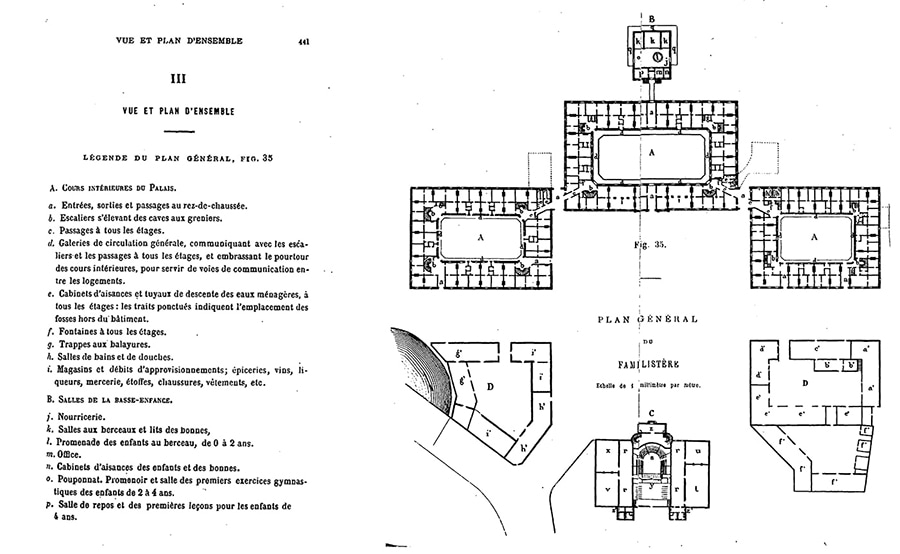 VUE ET PLAN D'ENSEMBLE 441
III
VUE ET PLAN D'ENSEMBLE
LÉGENDE DU PLAN GÉNÉRAL, FIG. 35
A. COURS INTÉRIEURES DU PALAIS.
a. Entrées, sorties et passages au rez-de-chaussée.
b. Escaliers s'élevant des caves aux greniers.
c. Passages à tous les étages.
d. Galeries de circulation générale, communiquant avec les esca-
liers et les passages à tous les étages, et embrassant le pourtour
des cours intérieures, pour servir de voies de communication en-
tre les logements.
e. Cabinets d'aisances et tuyaux de descente des eaux ménagères, à
tous les étages : les traits ponctués indiquent l'emplacement des
fosses hors du bâtiment.
f. Fontaines à tous les étages.
g. Trappes aux balayures.
h. Salles de bains et de douches.
i. Magasins et débits d'approvisionnements; épiceries, vins, li-
queurs, mercerie, étoffes, chaussures, vêtements, etc.
B. SALLES DE LA BASSE-ENFANCE.
j. Nourricerie.
k. Salles aux berceaux et lits des bonnes,
l. Promenade des enfants au berceau, de 0 à 2 ans.
m. Office.
n. Cabinets d'aisances des enfants et des bonnes.
o. Pouponnat. Promenoir et salle des premiers exercices gymnas-
tiques des enfants de 2 à 4 ans.
p. Salle de repos et des premières leçons pour les enfants de
4 ans.
B
q
k k k
q q
o j
p m n
a
b b
A
d d
b b
a
A A
Fig. 35.
PLAN GÉNÉRAL
DU
FAMILISTÈRE
Echelle de 1 millimètre par mètre.
g' i'
g' D i'
h'
i' h'
d' c' a'
d' b' b'
D
e' a'
e' e' e'
f' f'
f' f'
f'
C
z
x r s r u
v r y r t